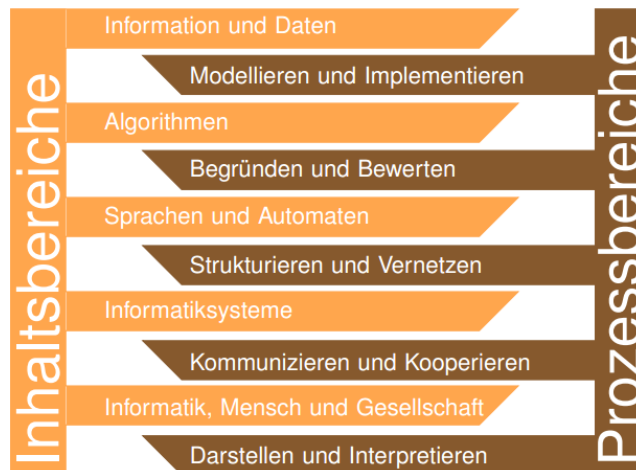 Inhaltsbereiche
Information und Daten
Modellieren und Implementieren
Algorithmen
Begründen und Bewerten
Sprachen und Automaten
Strukturieren und Vernetzen
Informatiksysteme
Kommunizieren und Kooperieren
Informatik, Mensch und Gesellschaft
Darstellen und Interpretieren
Prozessbereiche